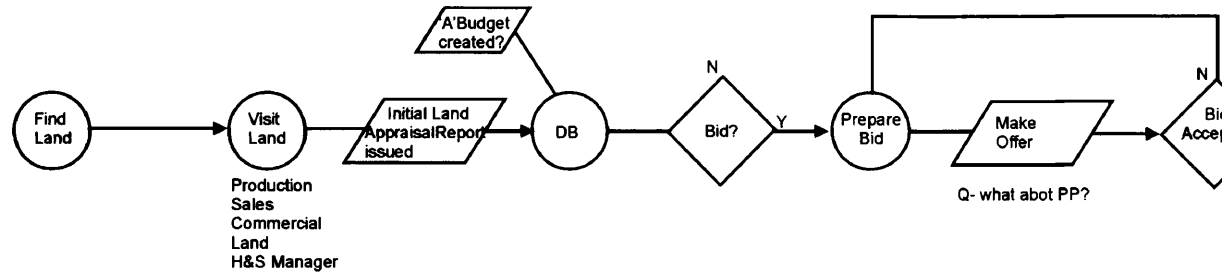 'A'Budget
created?
N
N
Find
Land
Visit
Land
Initial Land
AppraisalReport
issued
DB
Bid?
Y
Prepare
Bid
Make
Offer
Production
Sales
Commercial
Land
H&S Manager
Q- what abot PP?